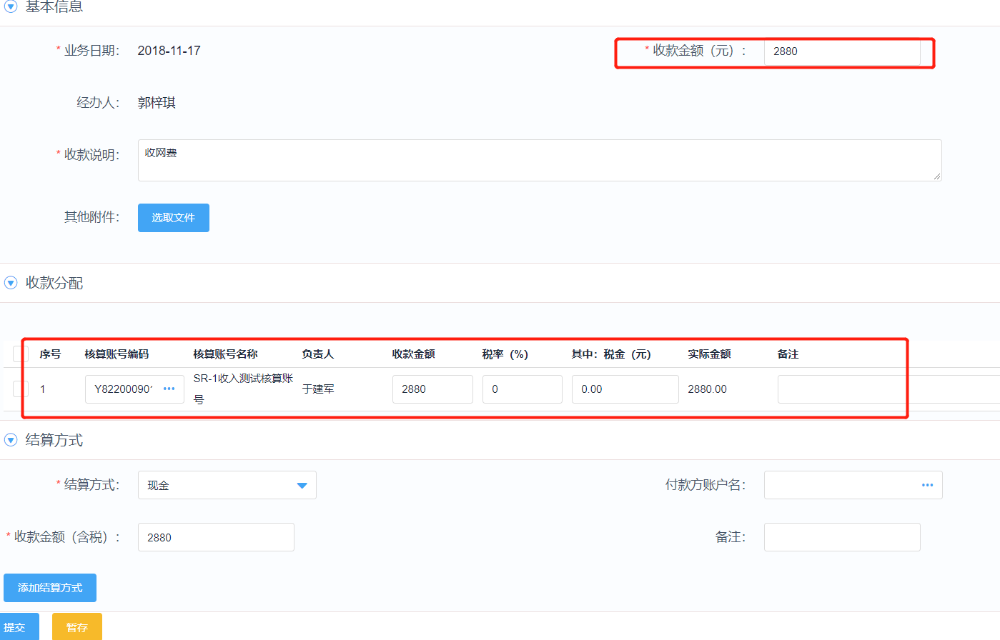 基本信息
* 业务日期： 2018-11-17 * 收款金额（元）： 2880
经办人： 郭梓琪
* 收款说明： 收网费
其他附件： 选取文件
收款分配
序号 核算账号编码 核算账号名称 负责人 收款金额 税率（%） 其中：税金（元） 实际金额 备注
1 Y82200090 ••• SR-1收入测试核算账 于建军 2880 0 0.00 2880.00
号
结算方式
* 结算方式： 现金 付款方账户名： •••
* 收款金额（含税）： 2880 备注：
添加结算方式
提交 暂存